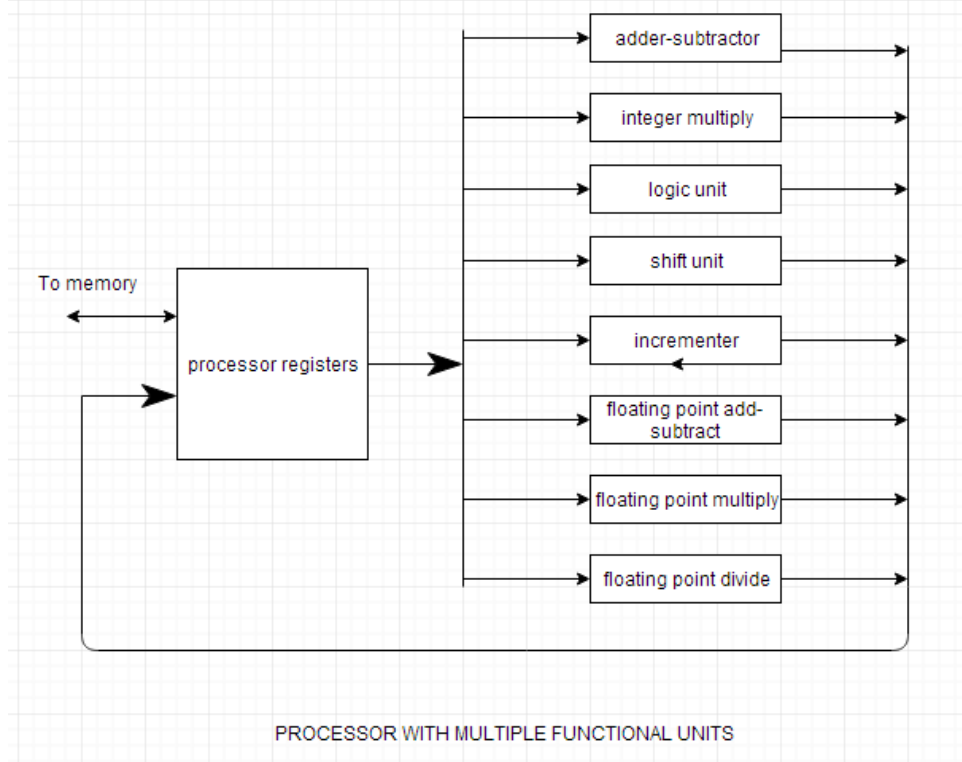 adder-subtractor
integer multiply
logic unit
shift unit
To memory
incrementer
processor registers
floating point add-
subtract
floating point multiply
floating point divide
PROCESSOR WITH MULTIPLE FUNCTIONAL UNITS